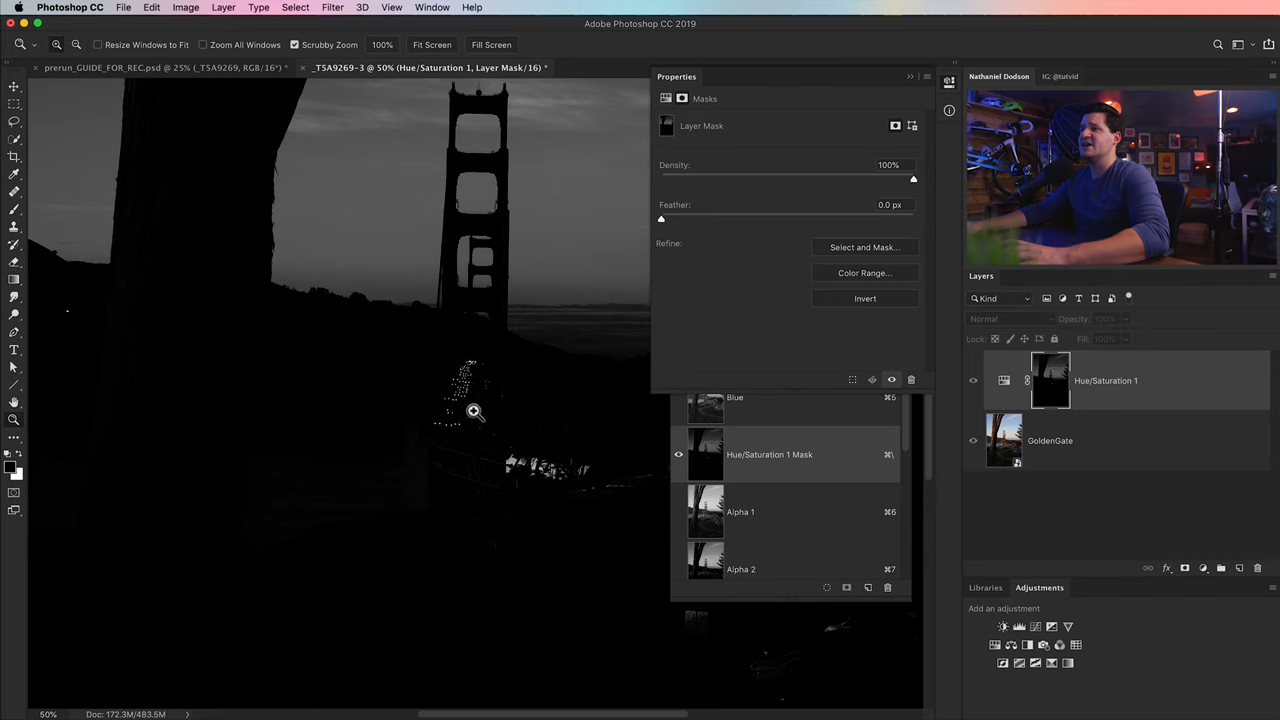 Photoshop CC File Edit Image Layer Type Select Filter 3D View Window Help
Adobe Photoshop CC 2019
Resize Windows to Fit Zoom All Windows Scrubby Zoom 100% Fit Screen Fill Screen
× prerun_GUIDE_FOR_REC.psd @ 25% (_T5A9269, RGB/16*) * × _T5A9269-3 @ 50% (Hue/Saturation 1, Layer Mask/16) *
Properties
Masks
Layer Mask
Density: 100%
Feather: 0.0 px
Refine:
Select and Mask...
Color Range...
Invert
Blue ⌘5
Hue/Saturation 1 Mask ⌘\
Alpha 1 ⌘6
Alpha 2 ⌘7
Nathaniel Dodson IG: @tutvid
Layers
Kind
Normal Opacity: 100%
Lock: Fill: 100%
Hue/Saturation 1
GoldenGate
fx
Libraries Adjustments
Add an adjustment
50% Doc: 172.3M/483.5M